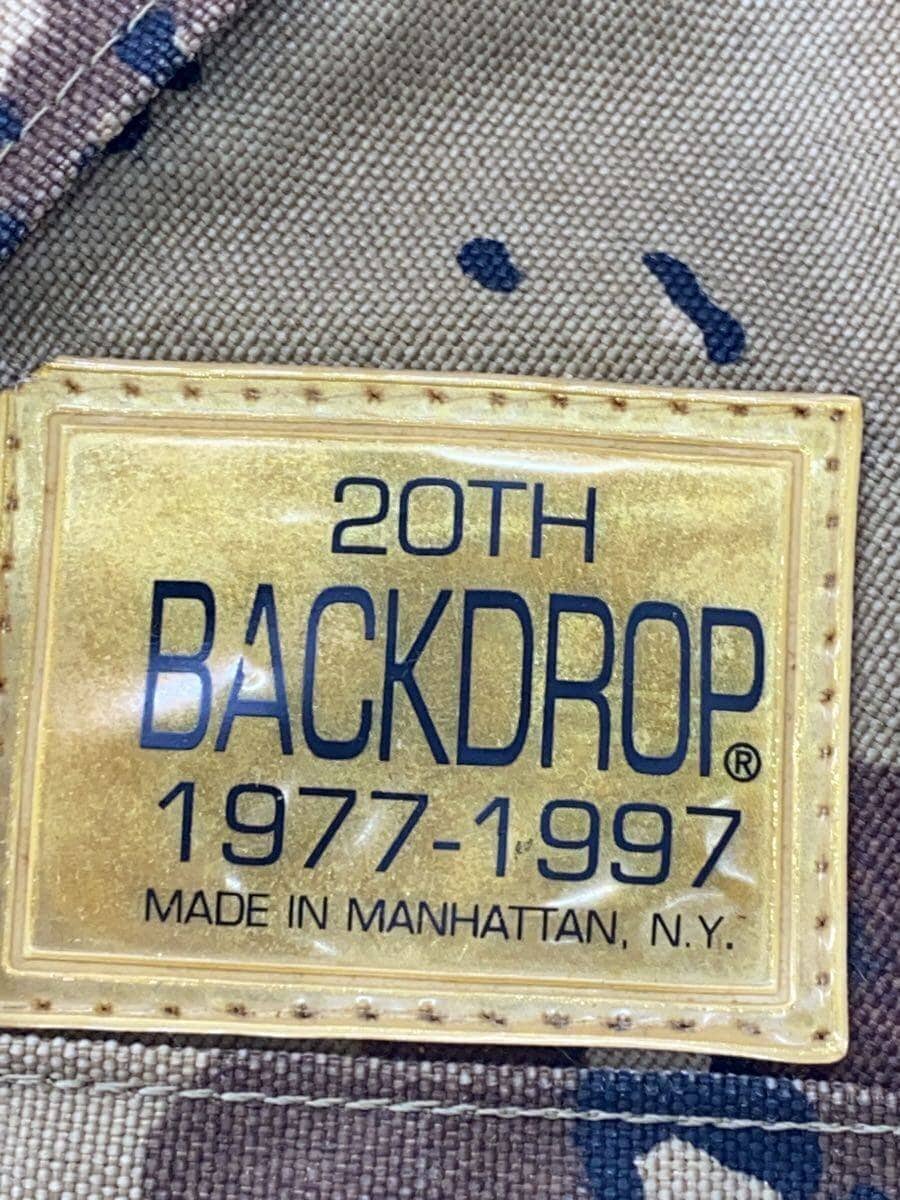 20TH
BACKDROP®
1977-1997
MADE IN MANHATTAN, N.Y.